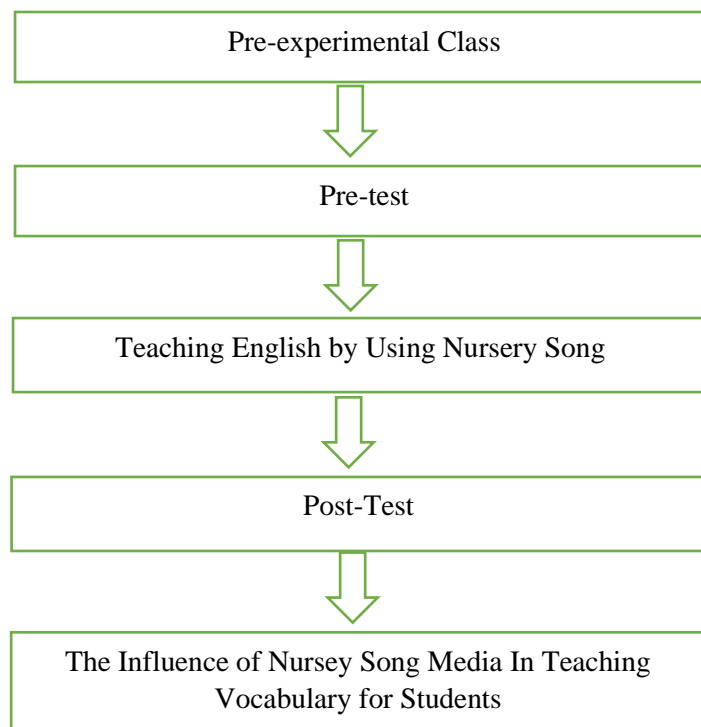 Pre-experimental Class
Pre-test
Teaching English by Using Nursery Song
Post-Test
The Influence of Nursey Song Media In Teaching
Vocabulary for Students